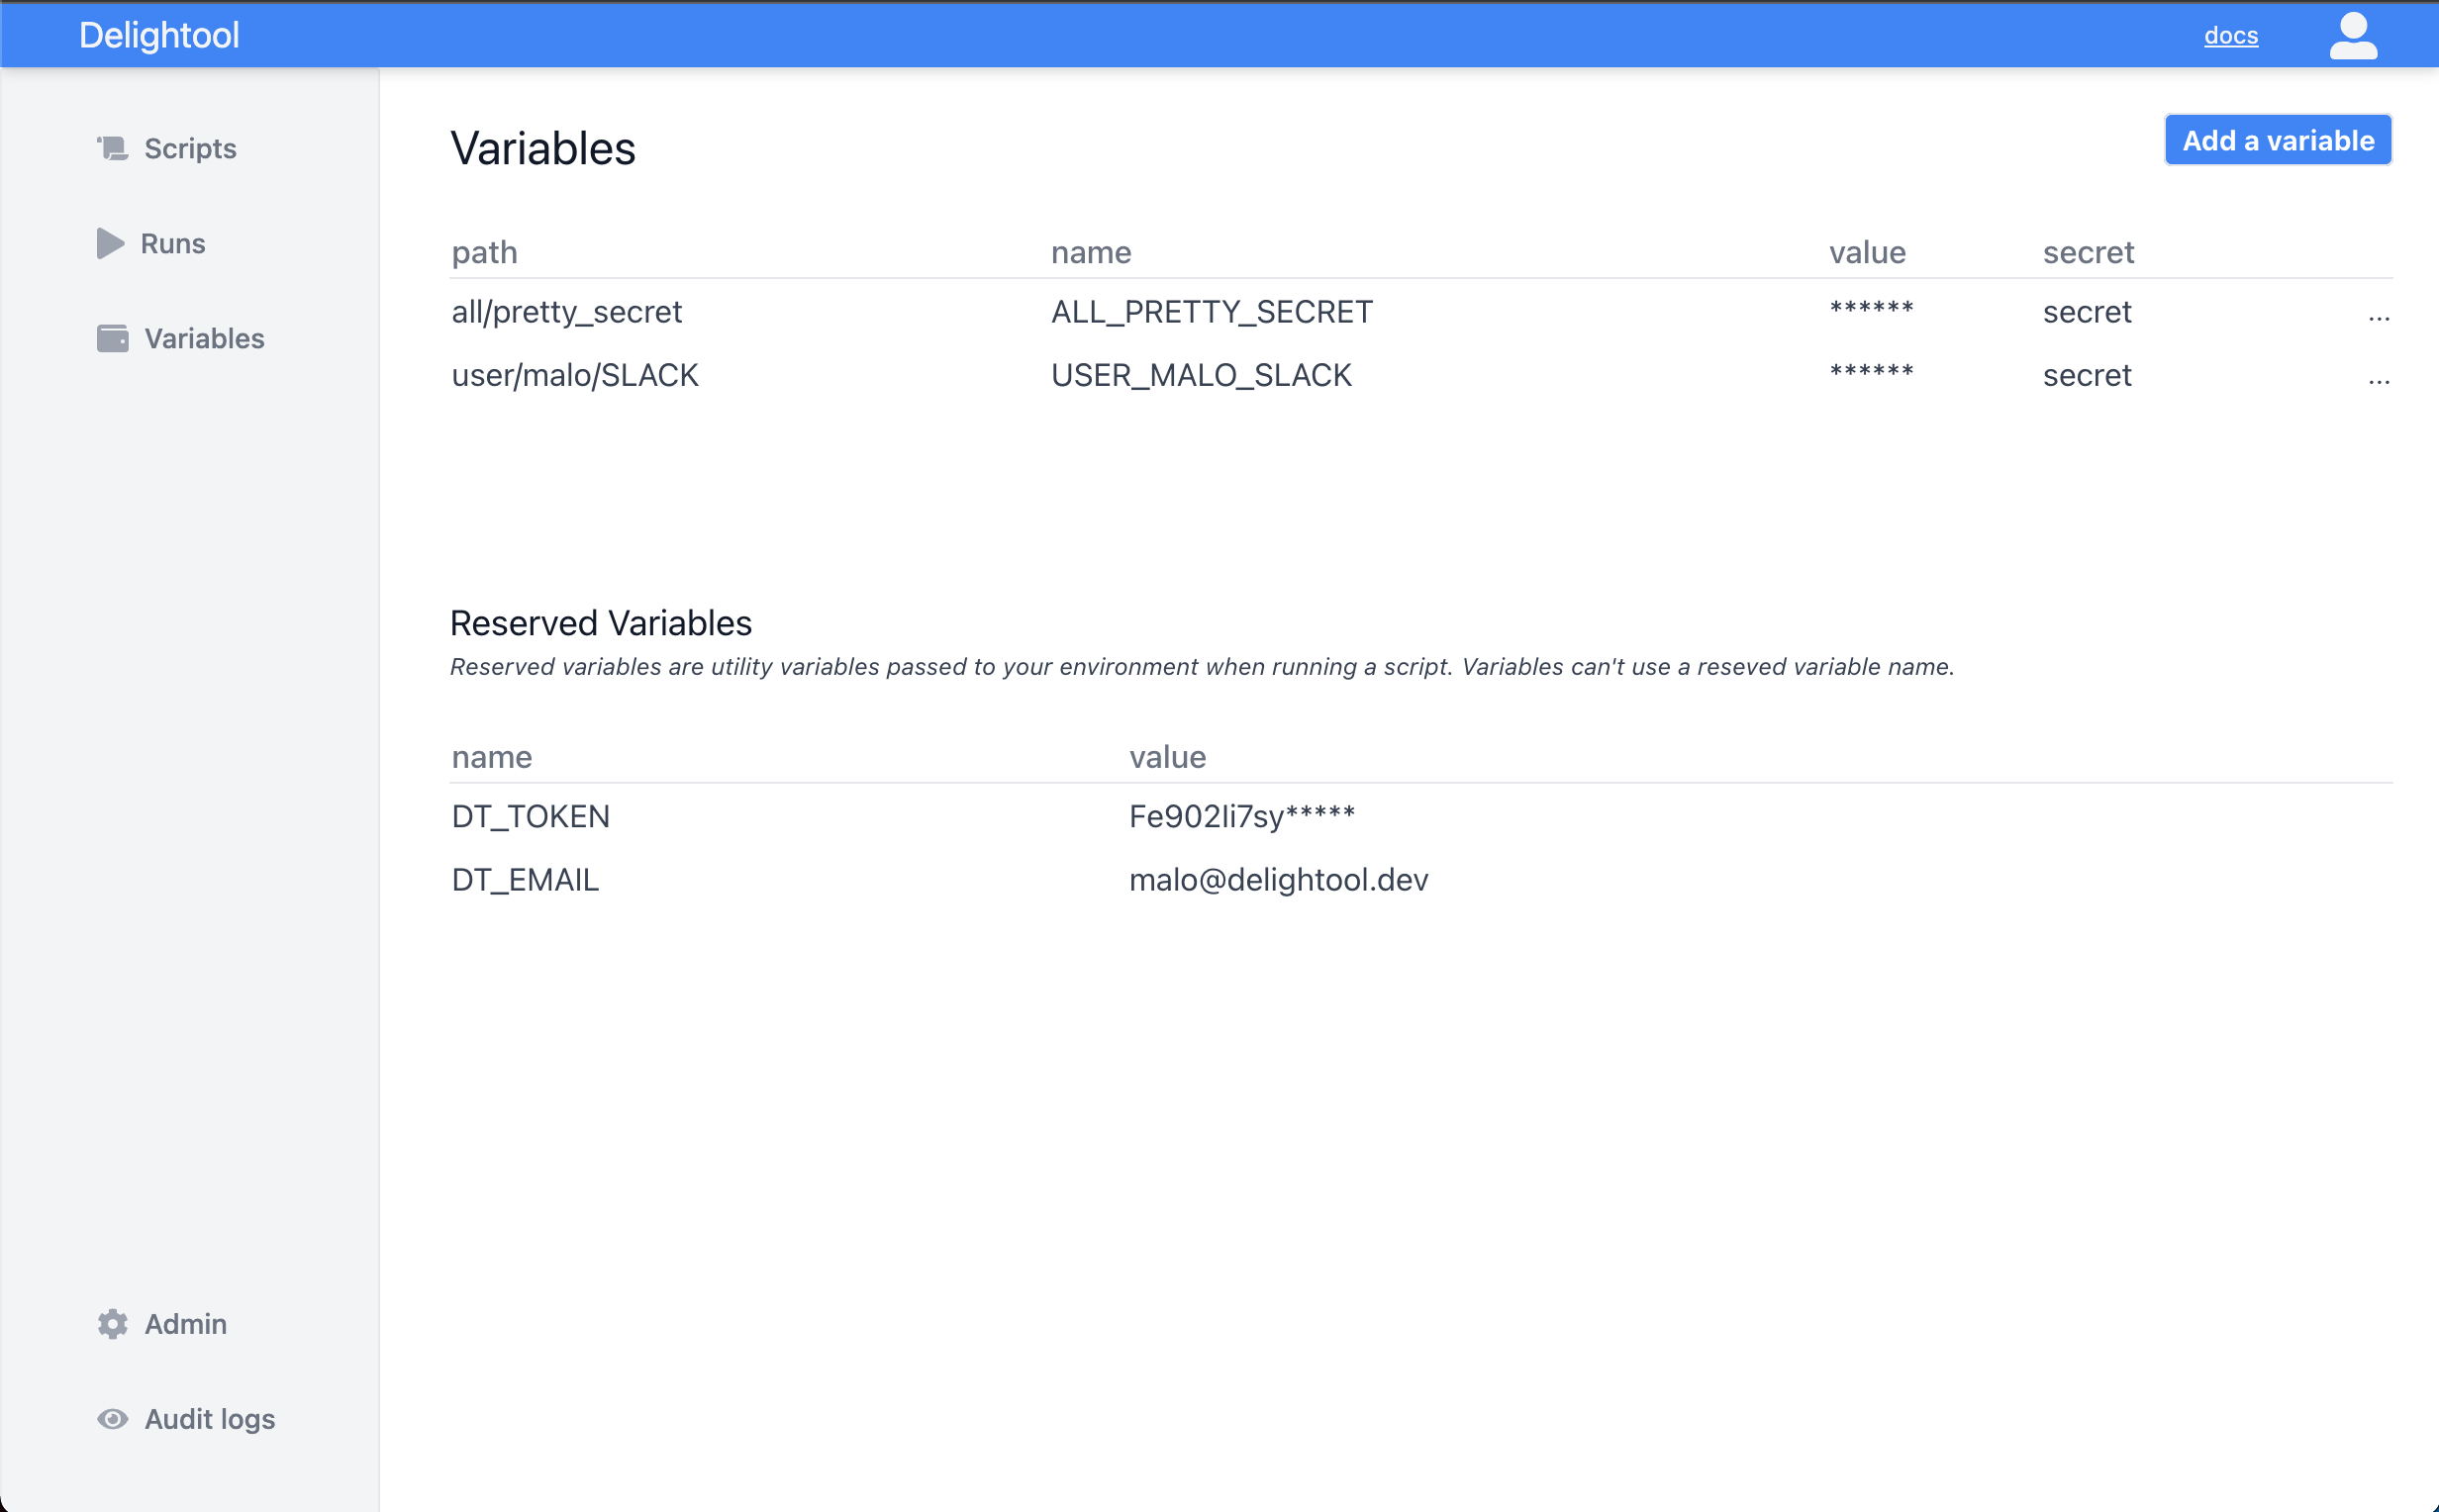 Delightool
docs
Scripts
Runs
Variables
Admin
Audit logs
Variables
Add a variable
path name value secret
all/pretty_secret ALL_PRETTY_SECRET ****** secret ...
user/malo/SLACK USER_MALO_SLACK ****** secret ...
Reserved Variables
Reserved variables are utility variables passed to your environment when running a script. Variables can't use a reseved variable name.
name value
DT_TOKEN Fe902li7sy*****
DT_EMAIL malo@delightool.dev